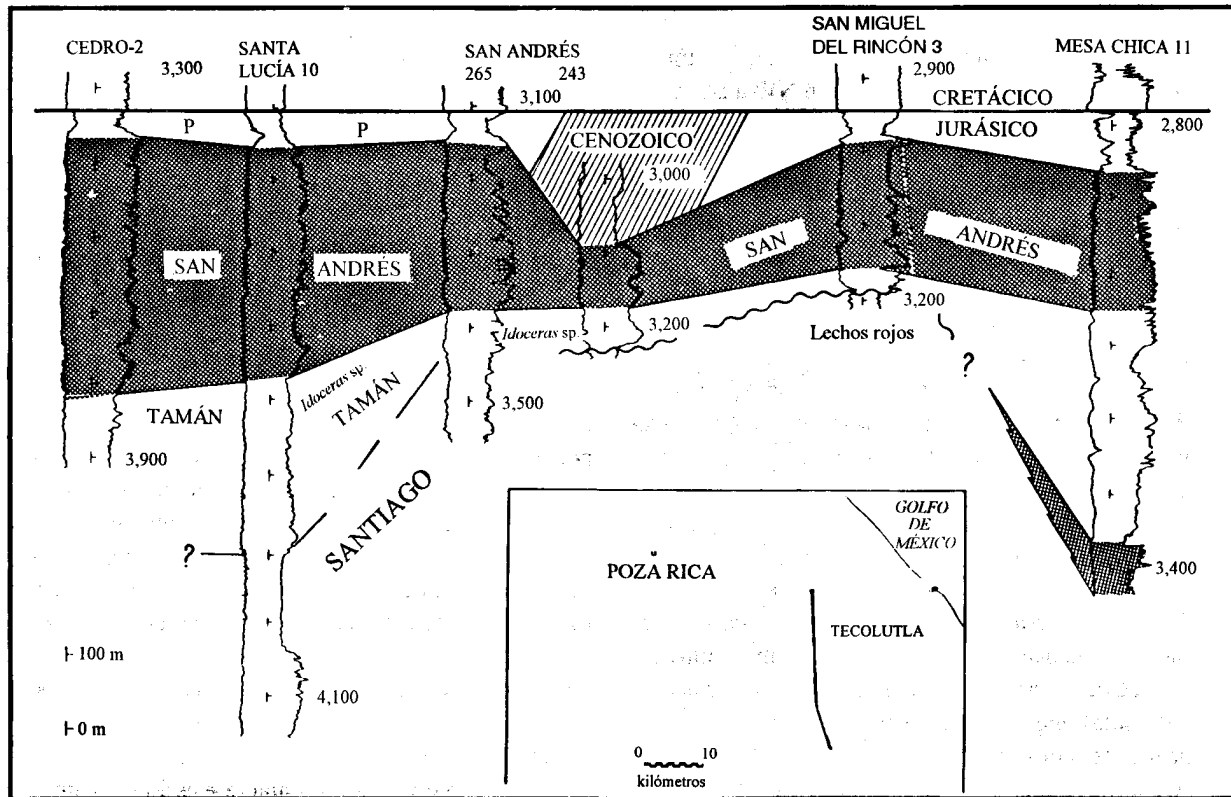 CEDRO-2
3,300
SANTA
LUCÍA 10
SAN ANDRÉS
265 243
3,100
SAN MIGUEL
DEL RINCÓN 3
2,900
MESA CHICA 11
CRETÁCICO
JURÁSICO
2,800
P
P
CENOZOICO
3,000
SAN
ANDRÉS
SAN
ANDRÉS
Idoceras sp.
TAMÁN
Idoceras sp.
3,200
3,200
Lechos rojos
?
TAMÁN
3,900
3,500
SANTIAGO
?
4,100
3,400
100 m
0 m
GOLFO
DE
MÉXICO
POZA RICA
TECOLUTLA
0 10
kilómetros